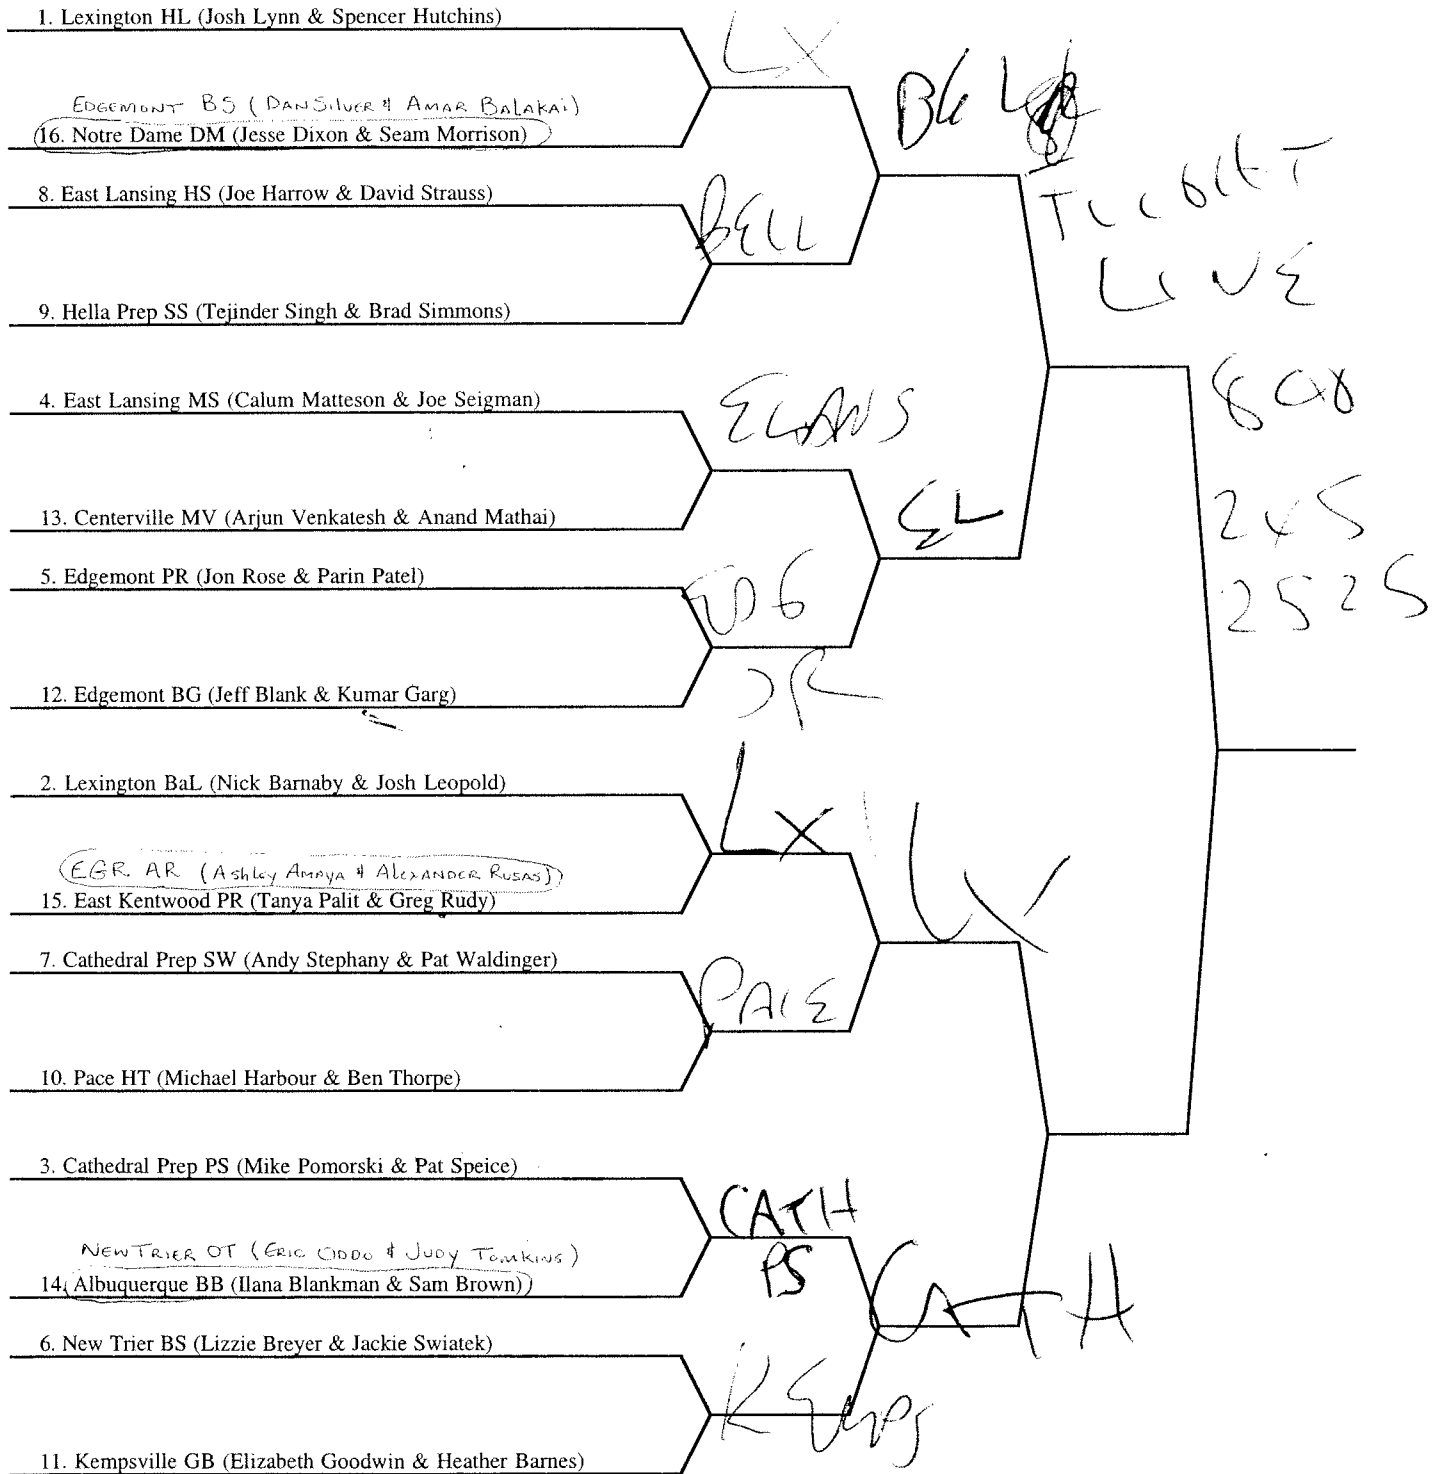 1. Lexington HL (Josh Lynn & Spencer Hutchins)
LX
EDGEMONT BS (DAN SILVER & AMAR BALAKAI)
16. Notre Dame DM (Jesse Dixon & Seam Morrison)
8. East Lansing HS (Joe Harrow & David Strauss)
BELL
LIVE
9. Hella Prep SS (Tejinder Singh & Brad Simmons)
4. East Lansing MS (Calum Matteson & Joe Seigman)
EL
13. Centerville MV (Arjun Venkatesh & Anand Mathai)
5. Edgemont PR (Jon Rose & Parin Patel)
2525
12. Edgemont BG (Jeff Blank & Kumar Garg)
2. Lexington BaL (Nick Barnaby & Josh Leopold)
LX
LX
EGR. AR (Ashley Amaya & Alexander Rusas)
15. East Kentwood PR (Tanya Palit & Greg Rudy)
7. Cathedral Prep SW (Andy Stephany & Pat Waldinger)
PACE
10. Pace HT (Michael Harbour & Ben Thorpe)
3. Cathedral Prep PS (Mike Pomorski & Pat Speice)
CATH
PS
NEW TRIER OT (ERIC ODDO & JUDY TOMKINS)
14. Albuquerque BB (Ilana Blankman & Sam Brown)
CATH
6. New Trier BS (Lizzie Breyer & Jackie Swiatek)
KEmps
11. Kempsville GB (Elizabeth Goodwin & Heather Barnes)